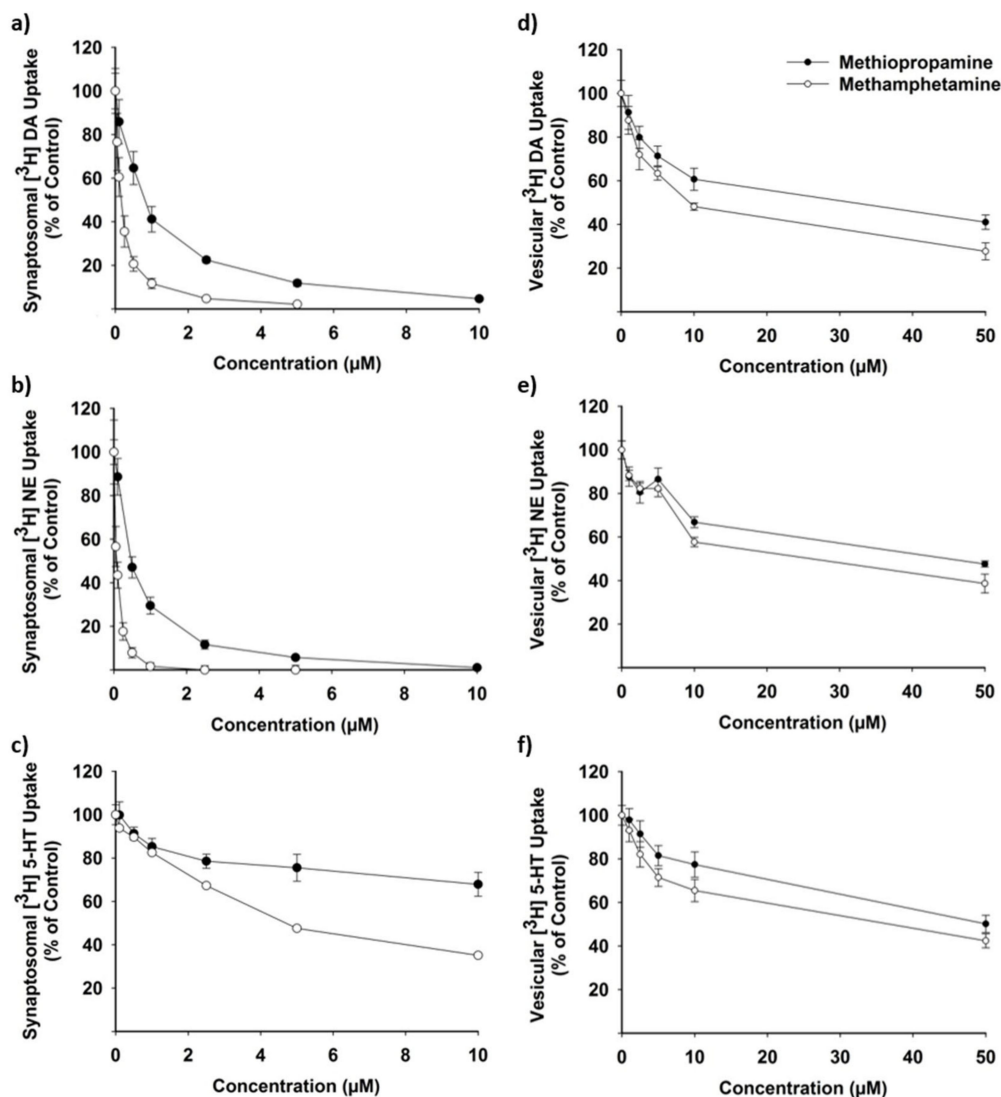 a)
Synaptosomal [³H] DA Uptake
(% of Control)
120
100
80
60
40
20
0
2
4
6
8
10
Concentration (µM)
d)
Vesicular [³H] DA Uptake
(% of Control)
120
100
80
60
40
20
0
10
20
30
40
50
Concentration (µM)
Methiopropamine
Methamphetamine
b)
Synaptosomal [³H] NE Uptake
(% of Control)
120
100
80
60
40
20
0
2
4
6
8
10
Concentration (µM)
e)
Vesicular [³H] NE Uptake
(% of Control)
120
100
80
60
40
20
0
10
20
30
40
50
Concentration (µM)
c)
Synaptosomal [³H] 5-HT Uptake
(% of Control)
120
100
80
60
40
20
0
2
4
6
8
10
Concentration (µM)
f)
Vesicular [³H] 5-HT Uptake
(% of Control)
120
100
80
60
40
20
0
10
20
30
40
50
Concentration (µM)